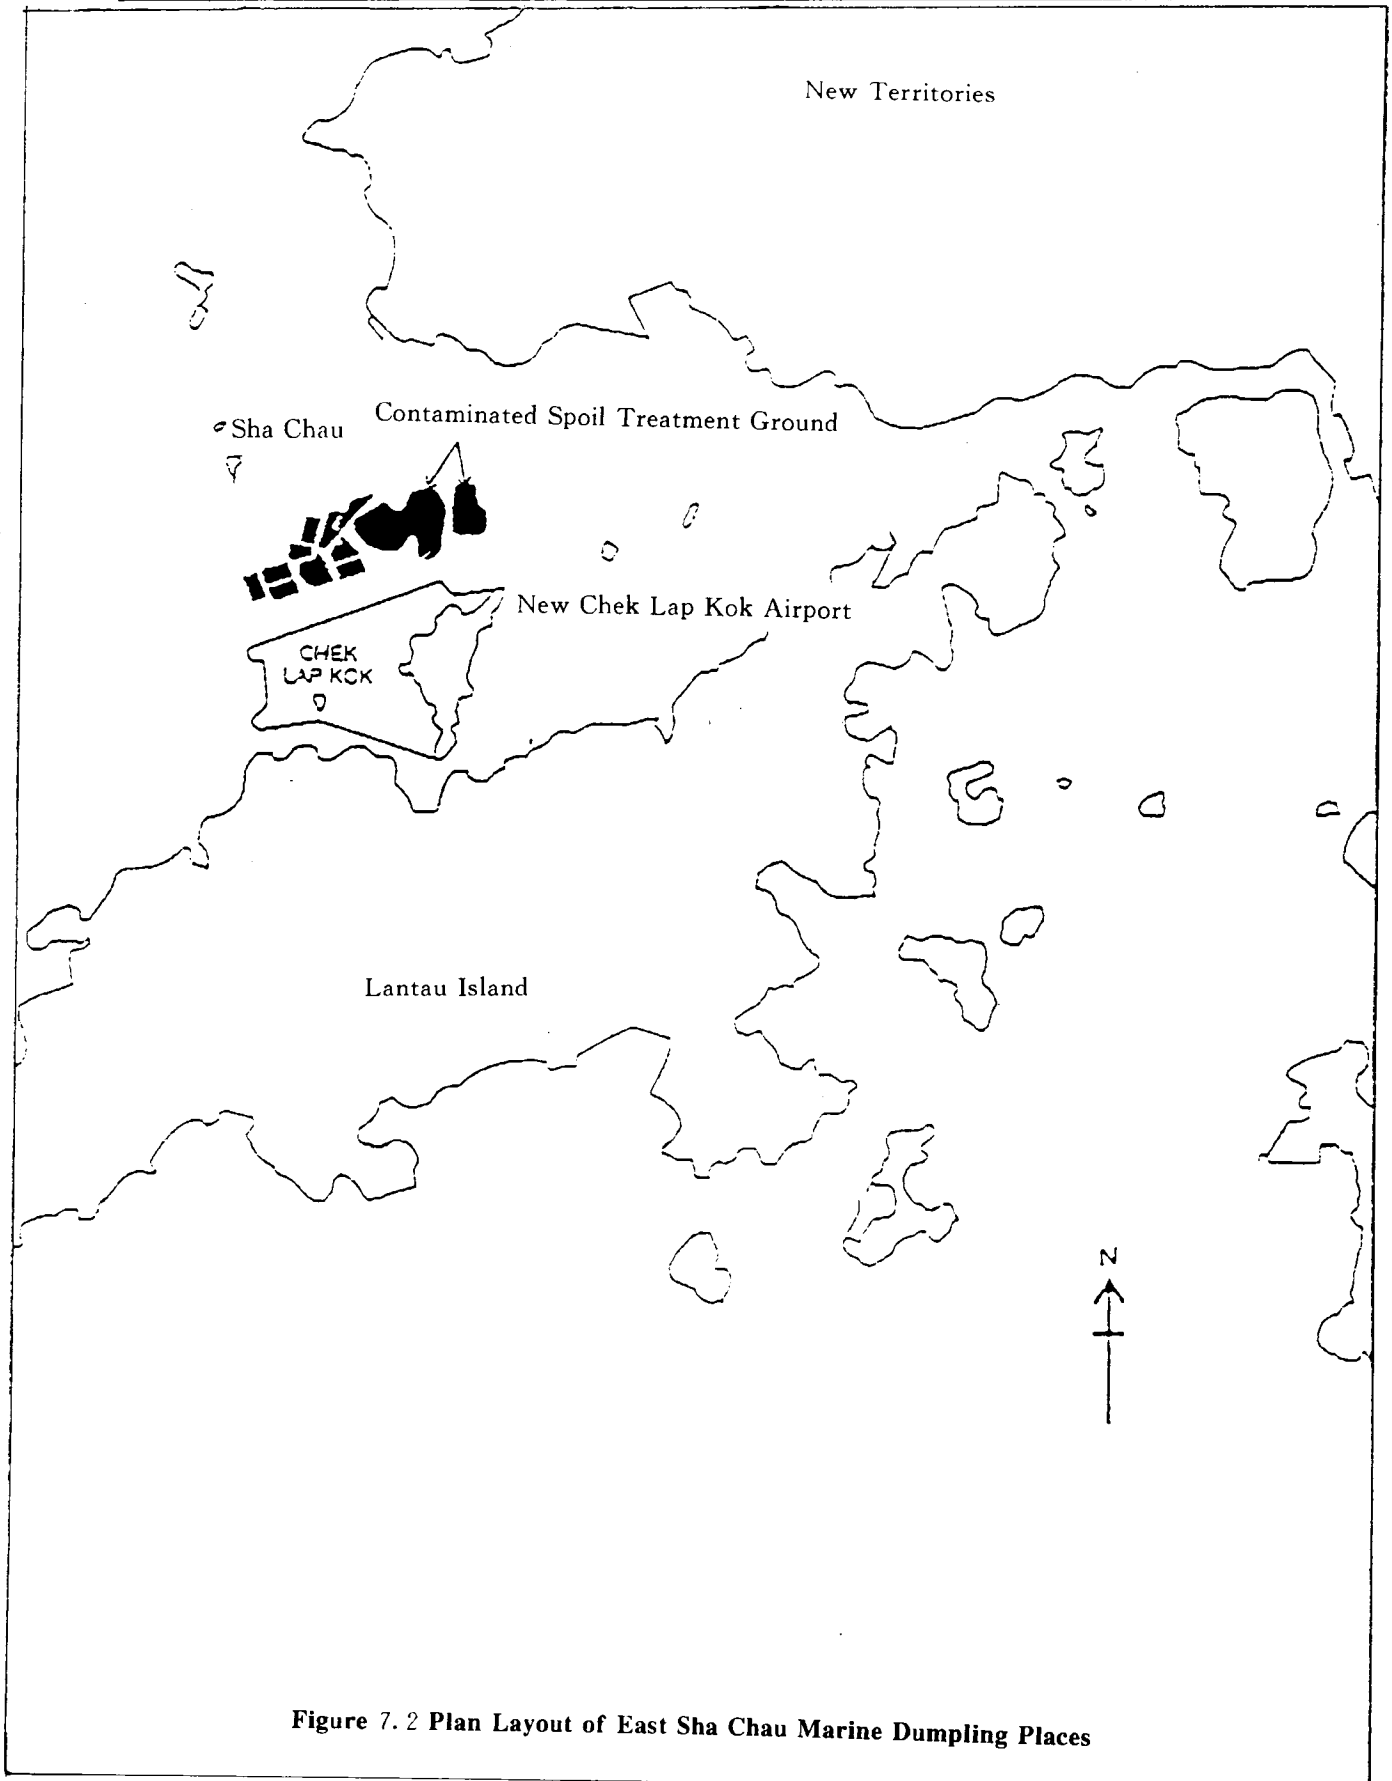 New Territories
Sha Chau
Contaminated Spoil Treatment Ground
New Chek Lap Kok Airport
CHEK
LAP KOK
Lantau Island
N
Figure 7. 2 Plan Layout of East Sha Chau Marine Dumpling Places